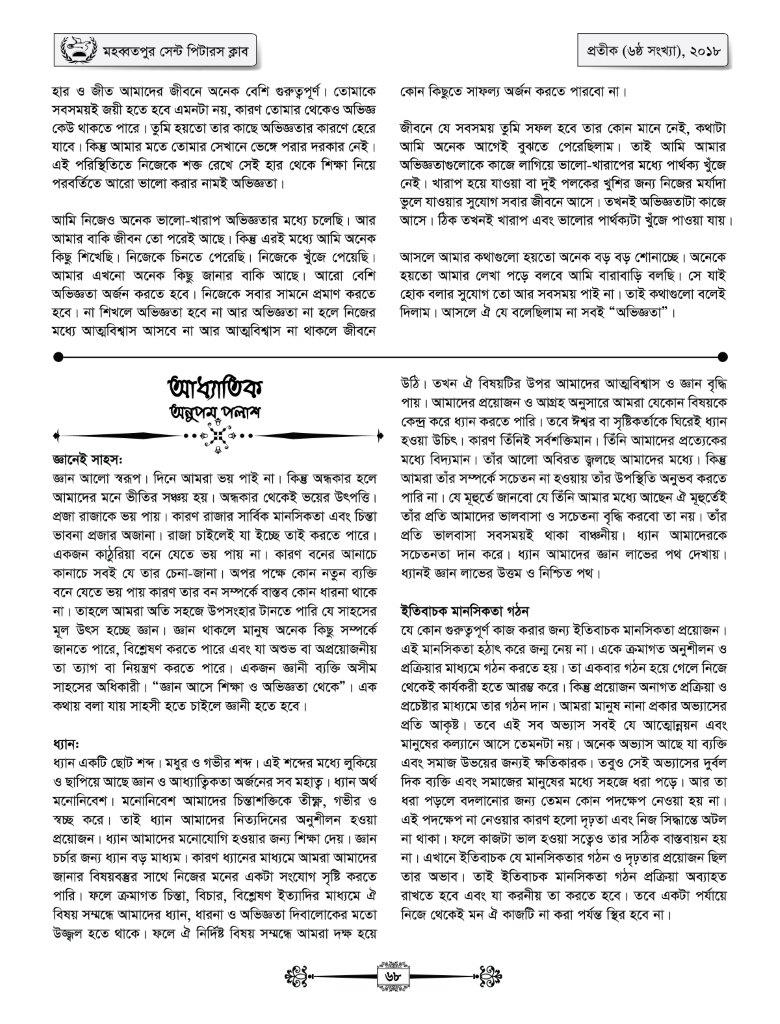 মহব্বতপুর সেন্ট পিটারস ক্লাব
প্রতীক (৬ষ্ঠ সংখ্যা), ২০১৮
হার ও জীত আমাদের জীবনে অনেক বেশি গুরুত্বপূর্ণ। তোমাকে
সবসময়ই জয়ী হতে হবে এমনটা নয়, কারণ তোমার থেকেও অভিজ্ঞ
কেউ থাকতে পারে। তুমি হয়তো তার কাছে অভিজ্ঞতার কারণে হেরে
যাবে। কিন্তু আমার মতে তোমার সেখানে ভেঙ্গে পরার দরকার নেই।
এই পরিস্থিতিতে নিজেকে শক্ত রেখে সেই হার থেকে শিক্ষা নিয়ে
পরবর্তিতে আরো ভালো করার নামই অভিজ্ঞতা।
আমি নিজেও অনেক ভালো-খারাপ অভিজ্ঞতার মধ্যে চলেছি। আর
আমার বাকি জীবন তো পরেই আছে। কিন্তু এরই মধ্যে আমি অনেক
কিছু শিখেছি। নিজেকে চিনতে পেরেছি। নিজেকে খুঁজে পেয়েছি।
আমার এখনো অনেক কিছু জানার বাকি আছে। আরো বেশি
অভিজ্ঞতা অর্জন করতে হবে। নিজেকে সবার সামনে প্রমাণ করতে
হবে। না শিখলে অভিজ্ঞতা হবে না আর অভিজ্ঞতা না হলে নিজের
মধ্যে আত্মবিশ্বাস আসবে না আর আত্মবিশ্বাস না থাকলে জীবনে
কোন কিছুতে সাফল্য অর্জন করতে পারবো না।
জীবনে যে সবসময় তুমি সফল হবে তার কোন মানে নেই, কথাটা
আমি অনেক আগেই বুঝতে পেরেছিলাম। তাই আমি আমার
অভিজ্ঞতাগুলোকে কাজে লাগিয়ে ভালো-খারাপের মধ্যে পার্থক্য খুঁজে
নেই। খারাপ হয়ে যাওয়া বা দুই পলকের খুশির জন্য নিজের মর্যাদা
ভুলে যাওয়ার সুযোগ সবার জীবনে আসে। তখনই অভিজ্ঞতাটা কাজে
আসে। ঠিক তখনই খারাপ এবং ভালোর পার্থক্যটা খুঁজে পাওয়া যায়।
আসলে আমার কথাগুলো হয়তো অনেক বড় বড় শোনাচ্ছে। অনেকে
হয়তো আমার লেখা পড়ে বলবে আমি বারাবাড়ি বলছি। সে যাই
হোক বলার সুযোগ তো আর সবসময় পাই না। তাই কথাগুলো বলেই
দিলাম। আসলে ঐ যে বলেছিলাম না সবই “অভিজ্ঞতা”।
আধ্যাতিক
অনুপম পলাশ
জ্ঞানেই সাহস:
জ্ঞান আলো স্বরূপ। দিনে আমরা ভয় পাই না। কিন্তু অন্ধকার হলে
আমাদের মনে ভীতির সঞ্চয় হয়। অন্ধকার থেকেই ভয়ের উৎপত্তি।
প্রজা রাজাকে ভয় পায়। কারণ রাজার সার্বিক মানসিকতা এবং চিন্তা
ভাবনা প্রজার অজানা। রাজা চাইলেই যা ইচ্ছে তাই করতে পারে।
একজন কাঠুরিয়া বনে যেতে ভয় পায় না। কারণ বনের আনাচে
কানাচে সবই যে তার চেনা-জানা। অপর পক্ষে কোন নতুন ব্যক্তি
বনে যেতে ভয় পায় কারণ তার বন সম্পর্কে বাস্তব কোন ধারনা থাকে
না। তাহলে আমরা অতি সহজে উপসংহার টানতে পারি যে সাহসের
মূল উৎস হচ্ছে জ্ঞান। জ্ঞান থাকলে মানুষ অনেক কিছু সম্পর্কে
জানতে পারে, বিশ্লেষণ করতে পারে এবং যা অশুভ বা অপ্রয়োজনীয়
তা ত্যাগ বা নিয়ন্ত্রণ করতে পারে। একজন জ্ঞানী ব্যক্তি অসীম
সাহসের অধিকারী। “জ্ঞান আসে শিক্ষা ও অভিজ্ঞতা থেকে”। এক
কথায় বলা যায় সাহসী হতে চাইলে জ্ঞানী হতে হবে।
ধ্যান:
ধ্যান একটি ছোট শব্দ। মধুর ও গভীর শব্দ। এই শব্দের মধ্যে লুকিয়ে
ও ছাপিয়ে আছে জ্ঞান ও আধ্যাত্বিকতা অর্জনের সব মহাত্ব। ধ্যান অর্থ
মনোনিবেশ। মনোনিবেশ আমাদের চিন্তাশক্তিকে তীক্ষ্ণ, গভীর ও
স্বচ্ছ করে। তাই ধ্যান আমাদের নিত্যদিনের অনুশীলন হওয়া
প্রয়োজন। ধ্যান আমাদের মনোযোগি হওয়ার জন্য শিক্ষা দেয়। জ্ঞান
চর্চার জন্য ধ্যান বড় মাধ্যম। কারণ ধ্যানের মাধ্যমে আমরা আমাদের
জানার বিষয়বস্তুর সাথে নিজের মনের একটা সংযোগ সৃষ্টি করতে
পারি। ফলে ক্রমাগত চিন্তা, বিচার, বিশ্লেষণ ইত্যাদির মাধ্যমে ঐ
বিষয় সম্মন্ধে আমাদের ধ্যান, ধারনা ও অভিজ্ঞতা দিবালোকের মতো
উজ্জ্বল হতে থাকে। ফলে ঐ নির্দিষ্ট বিষয় সম্মন্ধে আমরা দক্ষ হয়ে
উঠি। তখন ঐ বিষয়টির উপর আমাদের আত্মবিশ্বাস ও জ্ঞান বৃদ্ধি
পায়। আমাদের প্রয়োজন ও আগ্রহ অনুসারে আমরা যেকোন বিষয়কে
কেন্দ্র করে ধ্যান করতে পারি। তবে ঈশ্বর বা সৃষ্টিকর্তাকে ঘিরেই ধ্যান
হওয়া উচিৎ। কারণ তিঁনিই সর্বশক্তিমান। তিঁনি আমাদের প্রত্যেকের
মধ্যে বিদ্যমান। তাঁর আলো অবিরত জ্বলছে আমাদের মধ্যে। কিন্তু
আমরা তাঁর সম্পর্কে সচেতন না হওয়ায় তাঁর উপস্থিতি অনুভব করতে
পারি না। যে মূহুর্তে জানবো যে তিঁনি আমার মধ্যে আছেন ঐ মূহুর্তেই
তাঁর প্রতি আমাদের ভালবাসা ও সচেতনা বৃদ্ধি করবো তা নয়। তাঁর
প্রতি ভালবাসা সবসময়ই থাকা বাঞ্চনীয়। ধ্যান আমাদেরকে
সচেতনতা দান করে। ধ্যান আমাদের জ্ঞান লাভের পথ দেখায়।
ধ্যানই জ্ঞান লাভের উত্তম ও নিশ্চিত পথ।
ইতিবাচক মানসিকতা গঠন
যে কোন গুরুত্বপূর্ণ কাজ করার জন্য ইতিবাচক মানসিকতা প্রয়োজন।
এই মানসিকতা হঠাৎ করে জন্ম নেয় না। একে ক্রমাগত অনুশীলন ও
প্রক্রিয়ার মাধ্যমে গঠন করতে হয়। তা একবার গঠন হয়ে গেলে নিজে
থেকেই কার্যকরী হতে আরম্ভ করে। কিন্তু প্রয়োজন অনাগত প্রক্রিয়া ও
প্রচেষ্টার মাধ্যমে তার গঠন দান। আমরা মানুষ নানা প্রকার অভ্যাসের
প্রতি আকৃষ্ট। তবে এই সব অভ্যাস সবই যে আত্মোন্নয়ন এবং
মানুষের কল্যানে আসে তেমনটা নয়। অনেক অভ্যাস আছে যা ব্যক্তি
এবং সমাজ উভয়ের জন্যই ক্ষতিকারক। তবুও সেই অভ্যাসের দুর্বল
দিক ব্যক্তি এবং সমাজের মানুষের মধ্যে সহজে ধরা পড়ে। আর তা
ধরা পড়লে বদলানোর জন্য তেমন কোন পদক্ষেপ নেওয়া হয় না।
এই পদক্ষেপ না নেওয়ার কারণ হলো দৃঢ়তা এবং নিজ সিদ্ধান্তে অটল
না থাকা। ফলে কাজটা ভাল হওয়া সত্বেও তার সঠিক বাস্তবায়ন হয়
না। এখানে ইতিবাচক যে মানসিকতার গঠন ও দৃঢ়তার প্রয়োজন ছিল
তার অভাব। তাই ইতিবাচক মানসিকতা গঠন প্রক্রিয়া অব্যাহত
রাখতে হবে এবং যা করনীয় তা করতে হবে। তবে একটা পর্যায়ে
নিজে থেকেই মন ঐ কাজটি না করা পর্যন্ত স্থির হবে না।
৬৮